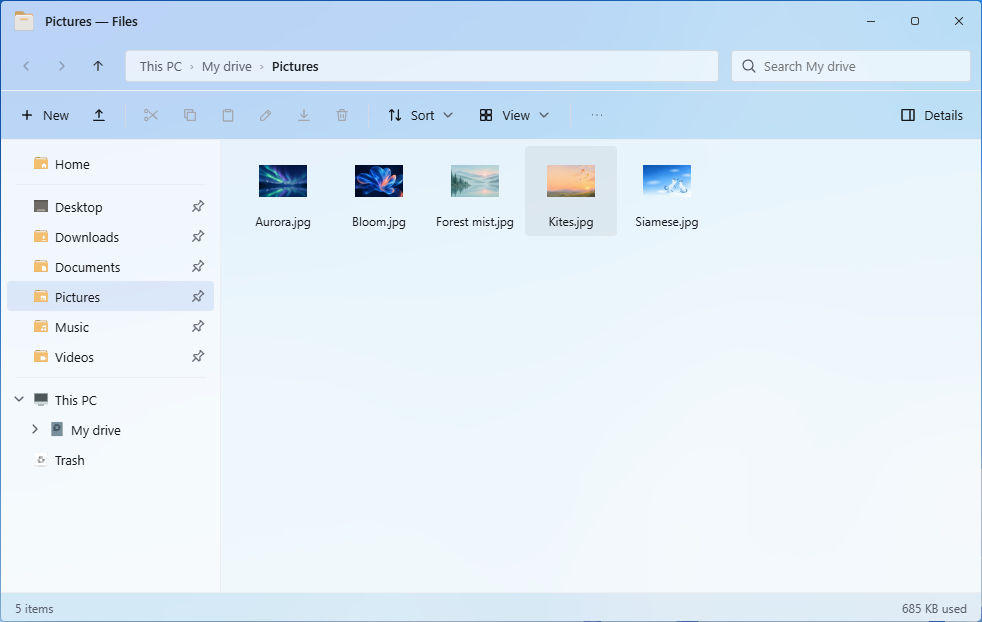 Pictures — Files
This PC › My drive › Pictures
Search My drive
New
Sort
View
Details
Home
Desktop
Downloads
Documents
Pictures
Music
Videos
This PC
My drive
Trash
Aurora.jpg
Bloom.jpg
Forest mist.jpg
Kites.jpg
Siamese.jpg
5 items
685 KB used